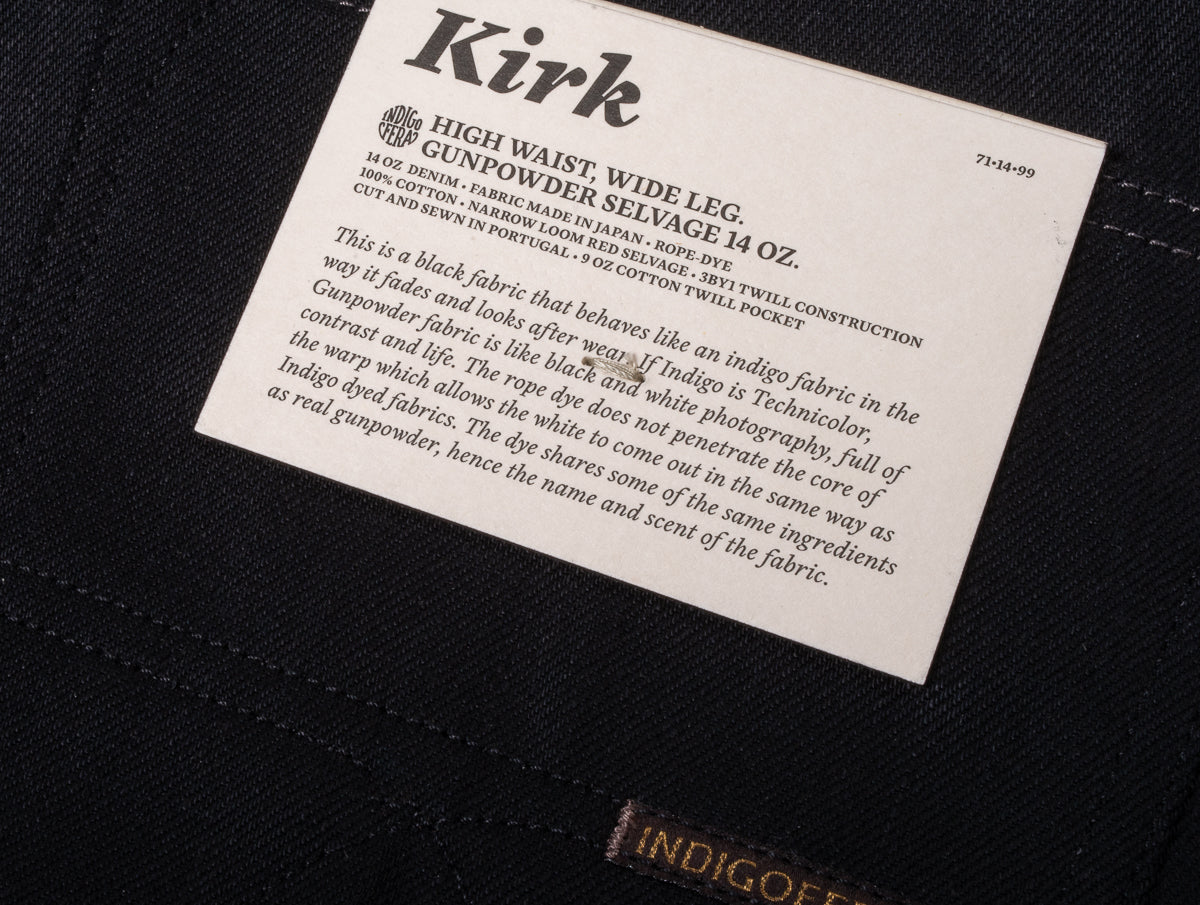 Kirk
71•14•99
INDIGO
FERA
HIGH WAIST, WIDE LEG.
GUNPOWDER SELVAGE 14 OZ.
14 OZ DENIM • FABRIC MADE IN JAPAN • ROPE-DYE
100% COTTON • NARROW LOOM RED SELVAGE • 3BY1 TWILL CONSTRUCTION
CUT AND SEWN IN PORTUGAL • 9 OZ COTTON TWILL POCKET
This is a black fabric that behaves like an indigo fabric in the
way it fades and looks after wear. If Indigo is Technicolor,
Gunpowder fabric is like black and white photography, full of
contrast and life. The rope dye does not penetrate the core of
the warp which allows the white to come out in the same way as
Indigo dyed fabrics. The dye shares some of the same ingredients
as real gunpowder, hence the name and scent of the fabric.
INDIGOFE